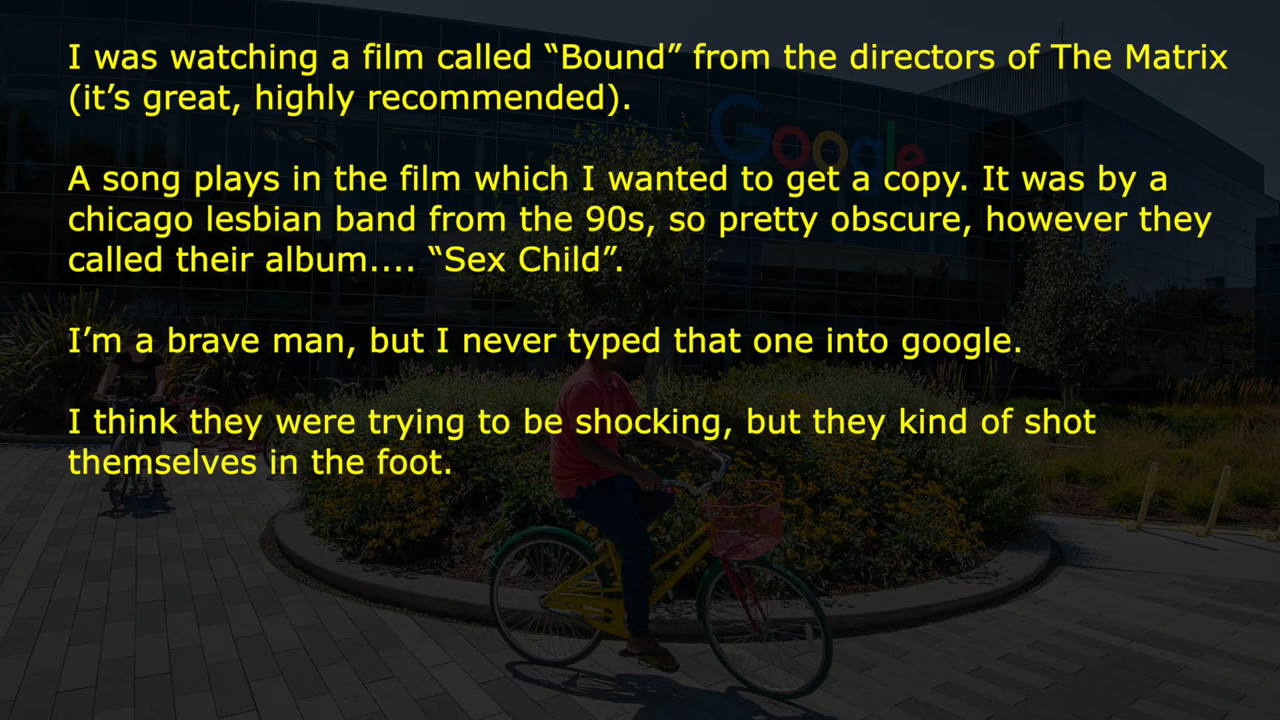 I was watching a film called “Bound” from the directors of The Matrix
(it’s great, highly recommended).
A song plays in the film which I wanted to get a copy. It was by a
chicago lesbian band from the 90s, so pretty obscure, however they
called their album.... “Sex Child”.
I’m a brave man, but I never typed that one into google.
I think they were trying to be shocking, but they kind of shot
themselves in the foot.
Google